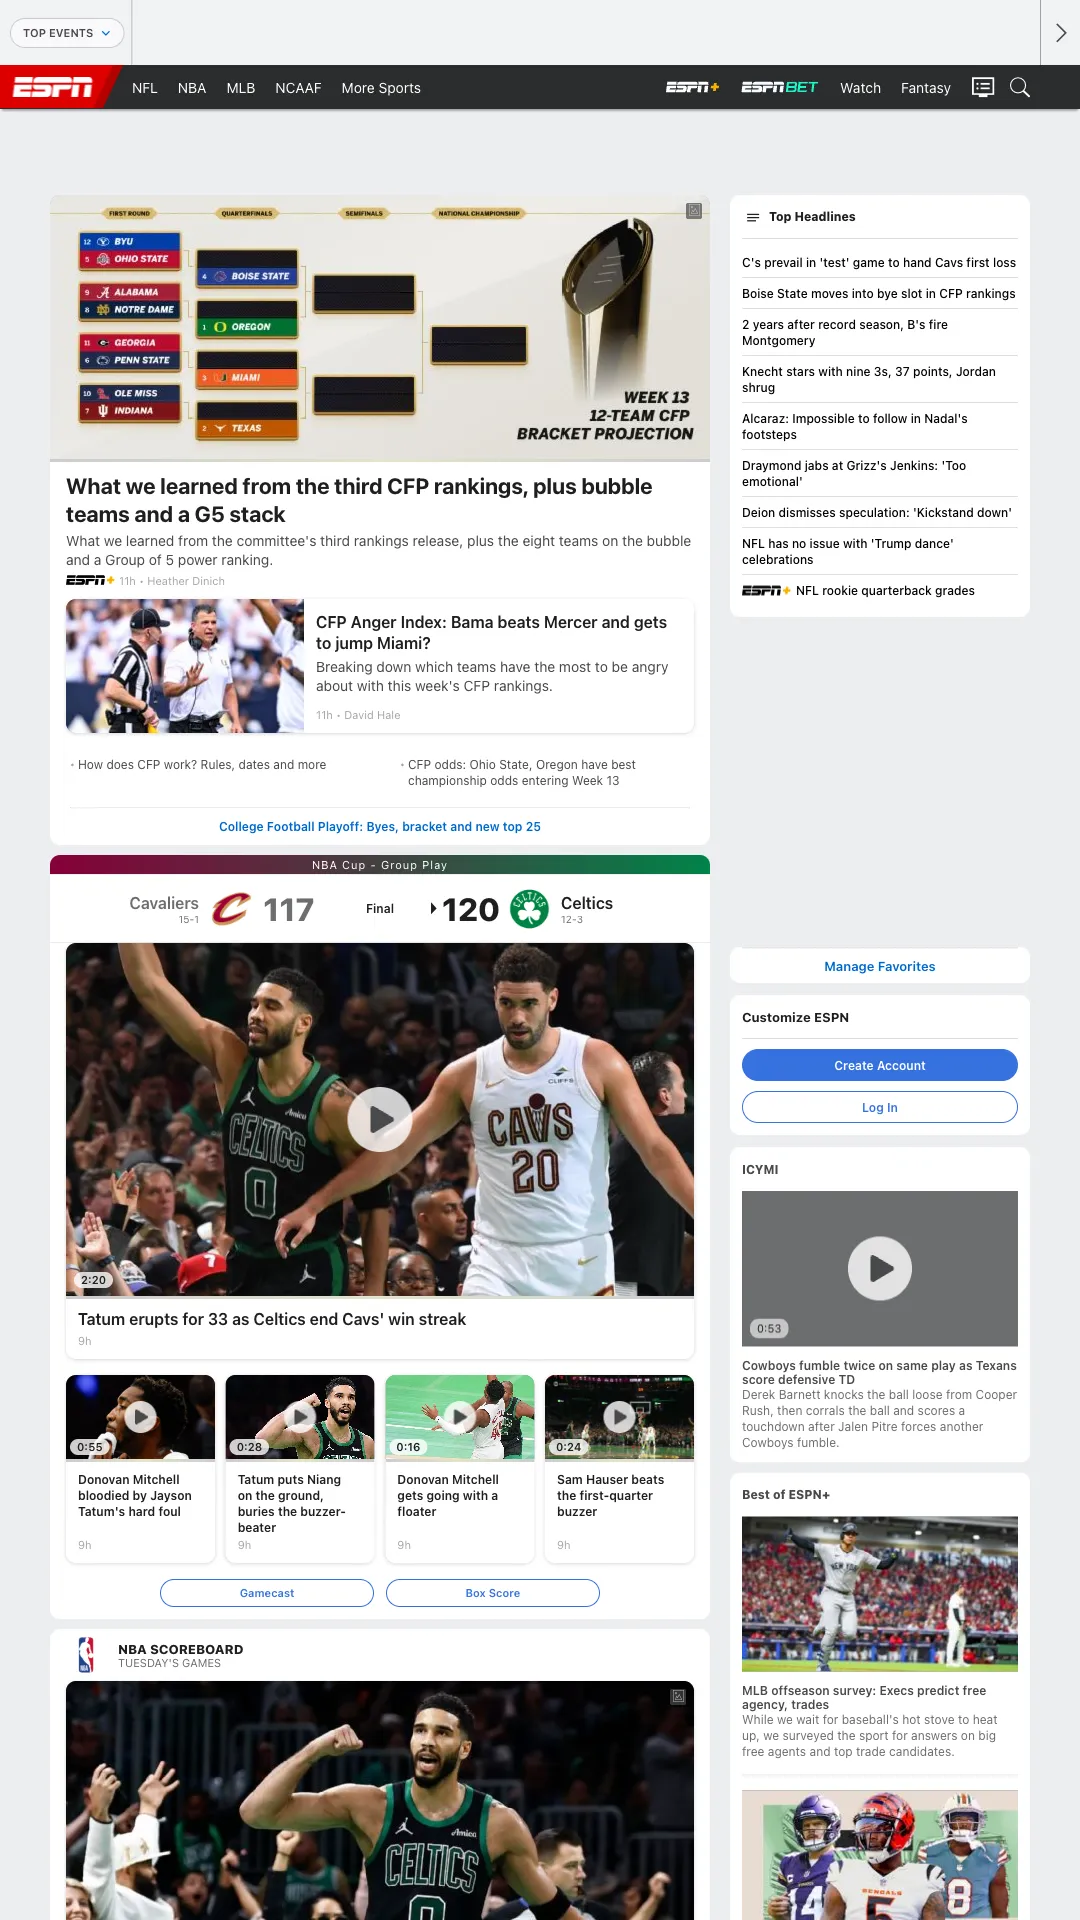 TOP EVENTS
ESPN
NFL
NBA
MLB
NCAAF
More Sports
ESPN+
ESPN BET
Watch
Fantasy
FIRST ROUND
QUARTERFINALS
SEMIFINALS
NATIONAL CHAMPIONSHIP
12 BYU
5 OHIO STATE
4 BOISE STATE
9 ALABAMA
8 NOTRE DAME
1 OREGON
11 GEORGIA
6 PENN STATE
3 MIAMI
10 OLE MISS
7 INDIANA
2 TEXAS
WEEK 13
12-TEAM CFP
BRACKET PROJECTION
What we learned from the third CFP rankings, plus bubble
teams and a G5 stack
What we learned from the committee's third rankings release, plus the eight teams on the bubble
and a Group of 5 power ranking.
ESPN+ 11h • Heather Dinich
CFP Anger Index: Bama beats Mercer and gets
to jump Miami?
Breaking down which teams have the most to be angry
about with this week's CFP rankings.
11h • David Hale
How does CFP work? Rules, dates and more
CFP odds: Ohio State, Oregon have best
championship odds entering Week 13
College Football Playoff: Byes, bracket and new top 25
NBA Cup - Group Play
Cavaliers
15-1
117
Final
120
Celtics
12-3
CELTICS
0
Amica
CLIFFS
CAVS
20
2:20
Tatum erupts for 33 as Celtics end Cavs' win streak
9h
0:55
Donovan Mitchell
bloodied by Jayson
Tatum's hard foul
9h
0:28
Tatum puts Niang
on the ground,
buries the buzzer-
beater
9h
0:16
Donovan Mitchell
gets going with a
floater
9h
0:24
Sam Hauser beats
the first-quarter
buzzer
9h
Gamecast
Box Score
NBA SCOREBOARD
TUESDAY'S GAMES
Amica
CELTICS
0
Top Headlines
C's prevail in 'test' game to hand Cavs first loss
Boise State moves into bye slot in CFP rankings
2 years after record season, B's fire
Montgomery
Knecht stars with nine 3s, 37 points, Jordan
shrug
Alcaraz: Impossible to follow in Nadal's
footsteps
Draymond jabs at Grizz's Jenkins: 'Too
emotional'
Deion dismisses speculation: 'Kickstand down'
NFL has no issue with 'Trump dance'
celebrations
ESPN+ NFL rookie quarterback grades
Manage Favorites
Customize ESPN
Create Account
Log In
ICYMI
0:53
Cowboys fumble twice on same play as Texans
score defensive TD
Derek Barnett knocks the ball loose from Cooper
Rush, then corrals the ball and scores a
touchdown after Jalen Pitre forces another
Cowboys fumble.
Best of ESPN+
MLB offseason survey: Execs predict free
agency, trades
While we wait for baseball's hot stove to heat
up, we surveyed the sport for answers on big
free agents and top trade candidates.
BENGALS